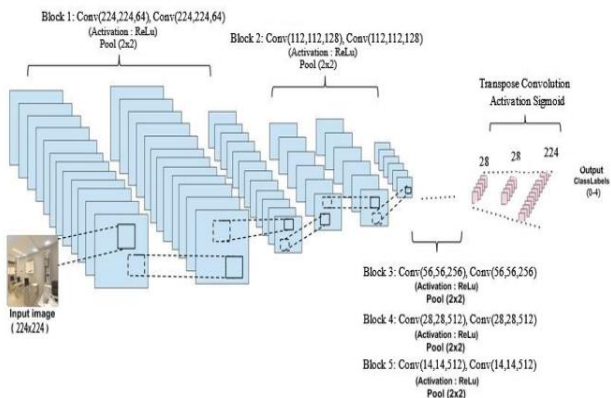 Block 1: Conv(224,224,64), Conv(224,224,64)
(Activation : ReLu)
Pool (2x2)
Block 2: Conv(112,112,128), Conv(112,112,128)
(Activation : ReLu)
Pool (2x2)
Transpose Convolution
Activation Sigmoid
28 28 224
Output
ClassLabels
(0-4)
Input image
(224x224)
Block 3: Conv(56,56,256), Conv(56,56,256)
(Activation : ReLu)
Pool (2x2)
Block 4: Conv(28,28,512), Conv(28,28,512)
(Activation : ReLu)
Pool (2x2)
Block 5: Conv(14,14,512), Conv(14,14,512)
(Activation : ReLu)
Pool (2x2)